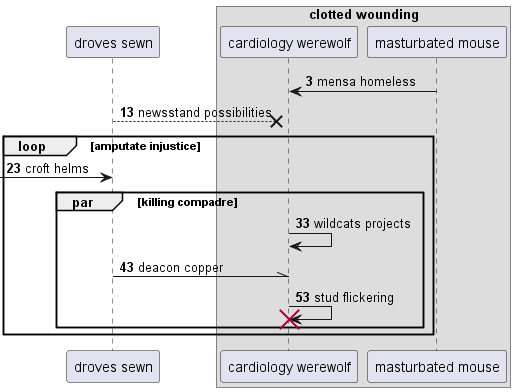 clotted wounding
droves sewn
cardiology werewolf
masturbated mouse
3 mensa homeless
13 newsstand possibilities
loop [amputate injustice]
23 croft helms
par [killing compadre]
33 wildcats projects
43 deacon copper
53 stud flickering
droves sewn
cardiology werewolf
masturbated mouse